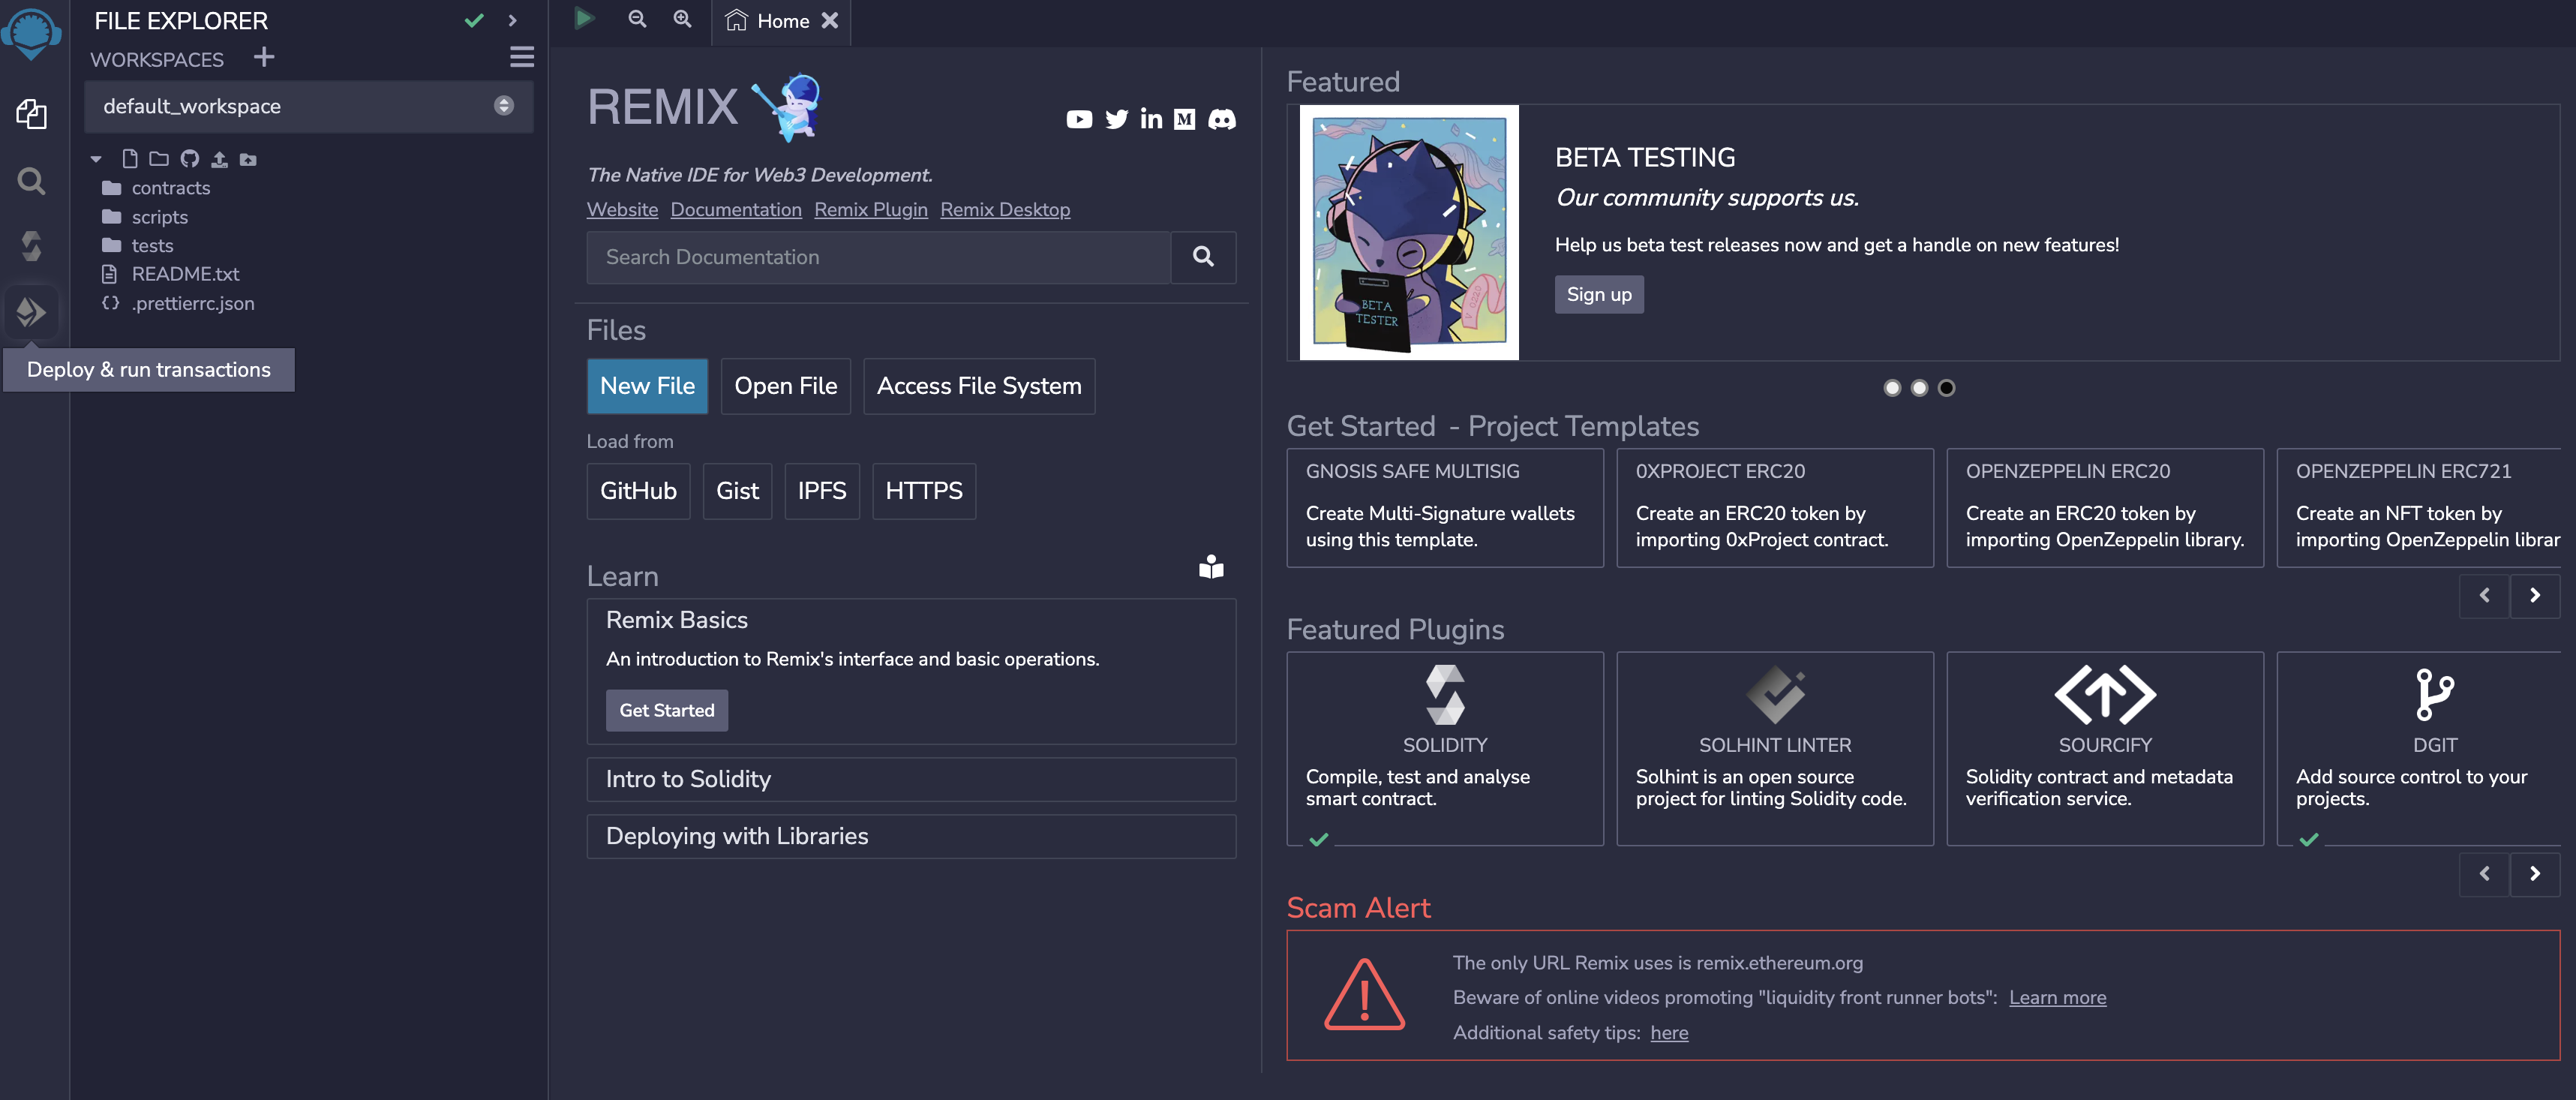 FILE EXPLORER
WORKSPACES
default_workspace
contracts
scripts
tests
README.txt
.prettierrc.json
Deploy & run transactions
Home
REMIX
The Native IDE for Web3 Development.
Website Documentation Remix Plugin Remix Desktop
Search Documentation
Files
New File Open File Access File System
Load from
GitHub Gist IPFS HTTPS
Learn
Remix Basics
An introduction to Remix's interface and basic operations.
Get Started
Intro to Solidity
Deploying with Libraries
Featured
BETA
TESTER
BETA TESTING
Our community supports us.
Help us beta test releases now and get a handle on new features!
Sign up
Get Started - Project Templates
GNOSIS SAFE MULTISIG
Create Multi-Signature wallets
using this template.
0XPROJECT ERC20
Create an ERC20 token by
importing 0xProject contract.
OPENZEPPELIN ERC20
Create an ERC20 token by
importing OpenZeppelin library.
OPENZEPPELIN ERC721
Create an NFT token by
importing OpenZeppelin librar
Featured Plugins
SOLIDITY
Compile, test and analyse
smart contract.
SOLHINT LINTER
Solhint is an open source
project for linting Solidity code.
SOURCIFY
Solidity contract and metadata
verification service.
DGIT
Add source control to your
projects.
Scam Alert
The only URL Remix uses is remix.ethereum.org
Beware of online videos promoting "liquidity front runner bots": Learn more
Additional safety tips: here